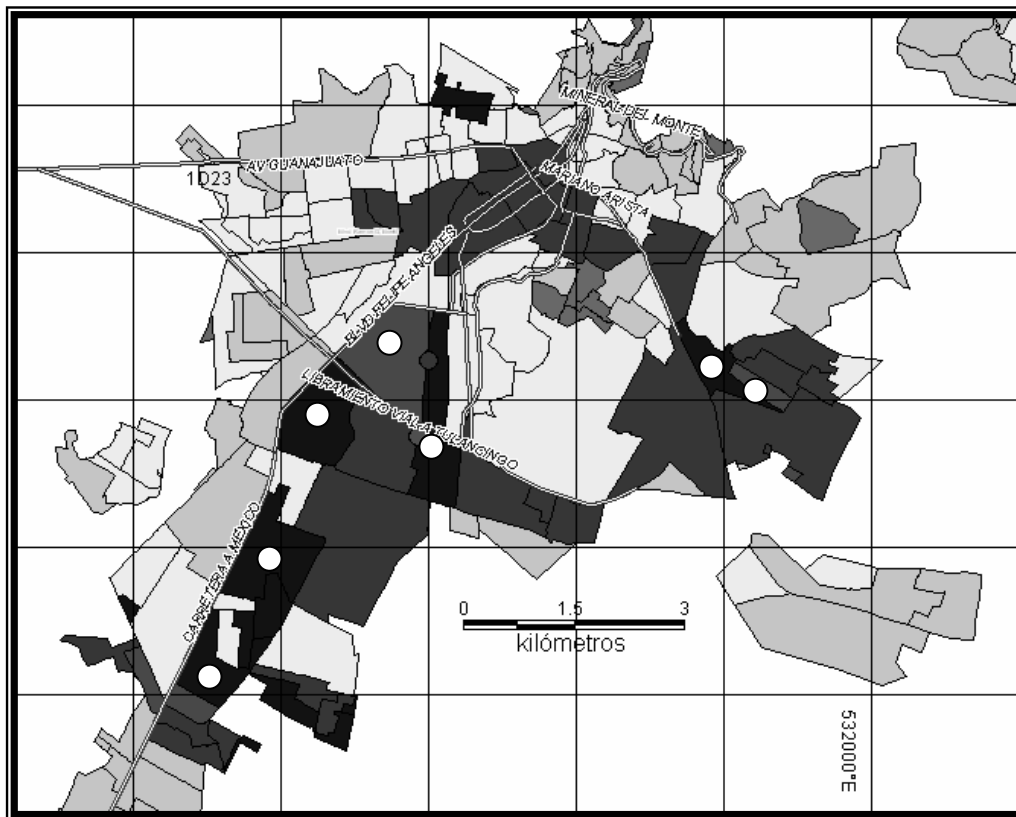 MINERAL DEL MONTE
AV GUANAJUATO
1D23
MARIANO ARISTA
BLVD FELIPE ANGELES
LIBRAMIENTO VIAL A TULANCINGO
CARRETERA A MEXICO
0 1.5 3
kilómetros
532000°E